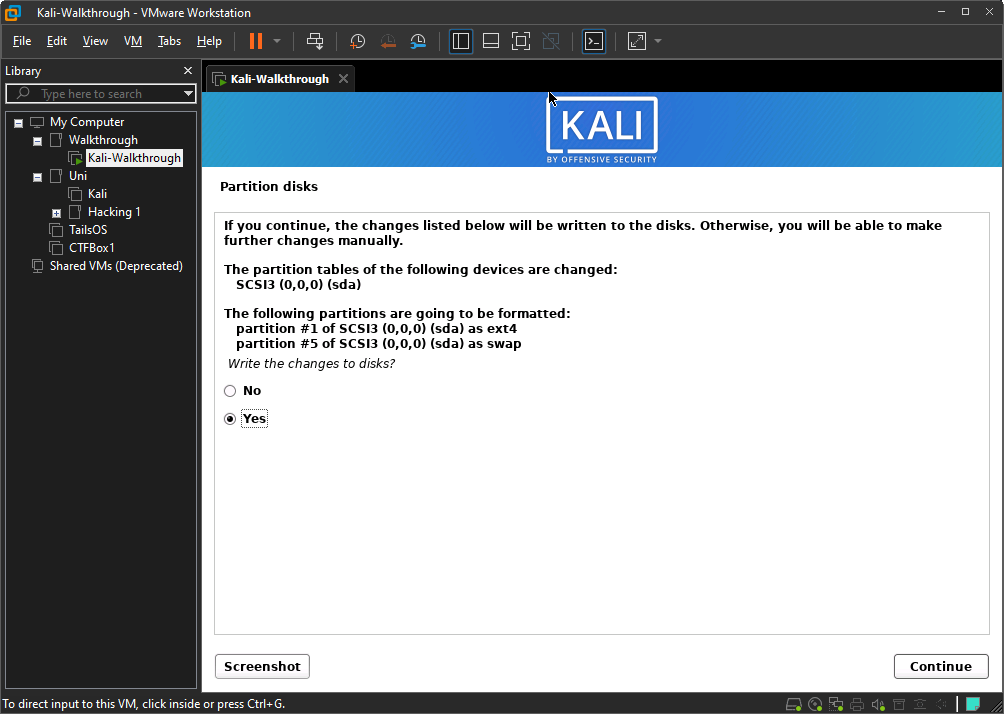 Kali-Walkthrough - VMware Workstation
File Edit View VM Tabs Help
Library
Type here to search
My Computer
Walkthrough
Kali-Walkthrough
Uni
Kali
Hacking 1
TailsOS
CTFBox1
Shared VMs (Deprecated)
Kali-Walkthrough
KALI
BY OFFENSIVE SECURITY
Partition disks
If you continue, the changes listed below will be written to the disks. Otherwise, you will be able to make
further changes manually.
The partition tables of the following devices are changed:
SCSI3 (0,0,0) (sda)
The following partitions are going to be formatted:
partition #1 of SCSI3 (0,0,0) (sda) as ext4
partition #5 of SCSI3 (0,0,0) (sda) as swap
Write the changes to disks?
No
Yes
Screenshot
Continue
To direct input to this VM, click inside or press Ctrl+G.